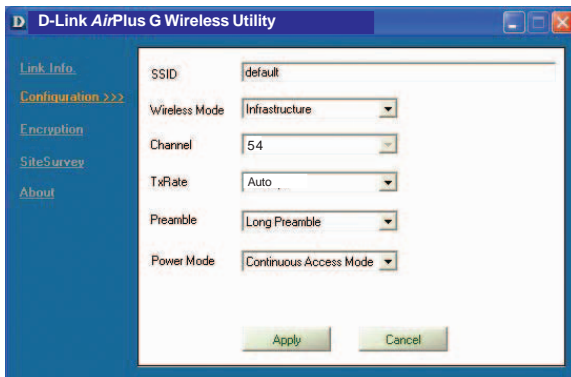 D-Link AirPlus G Wireless Utility
Link Info.
Configuration >>>
Encryption
SiteSurvey
About
SSID default
Wireless Mode Infrastructure
Channel 54
TxRate Auto
Preamble Long Preamble
Power Mode Continuous Access Mode
Apply Cancel